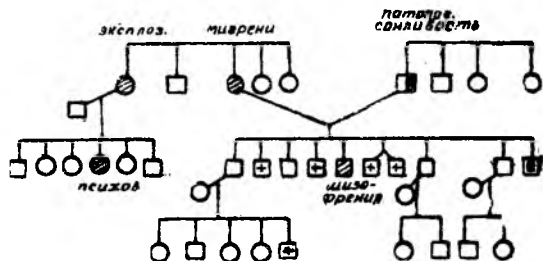 эксплоз.
мигрени
патолог.
сонливость
психоз
шизо-
френия